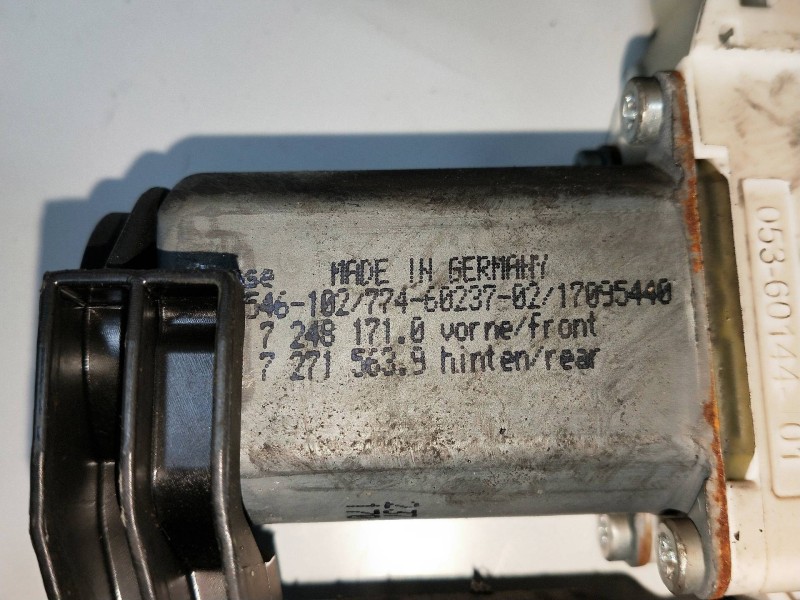 MADE IN GERMANY
546-102/774-60237-02/17095440
7 248 171.0 vorne/front
7 271 563.9 hinten/rear
053-60144- 01